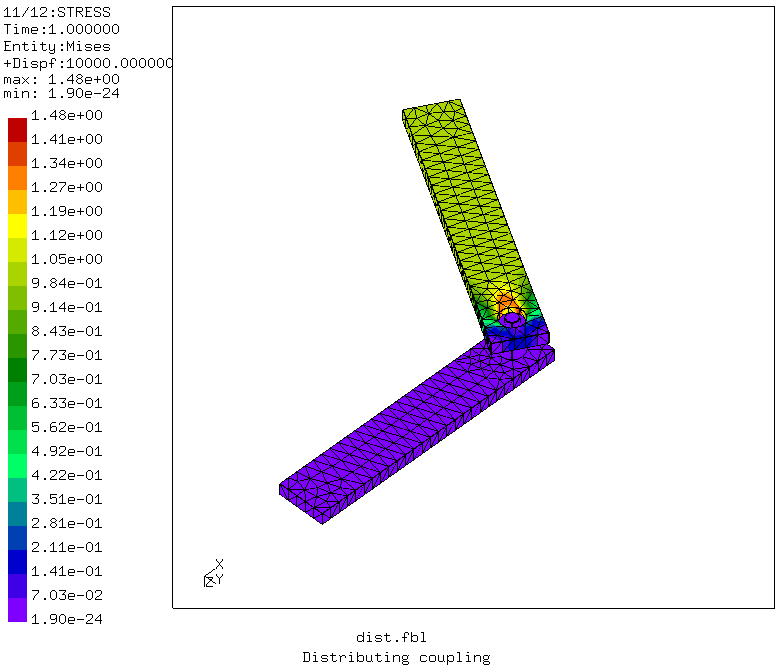 11/12:STRESS
Time:1.000000
Entity:Mises
+Dispf:10000.000000
max: 1.48e+00
min: 1.90e-24
1.48e+00
1.41e+00
1.34e+00
1.27e+00
1.19e+00
1.12e+00
1.05e+00
9.84e-01
9.14e-01
8.43e-01
7.73e-01
7.03e-01
6.33e-01
5.62e-01
4.92e-01
4.22e-01
3.51e-01
2.81e-01
2.11e-01
1.41e-01
7.03e-02
1.90e-24
X
Y
Z
dist.fbl
Distributing coupling